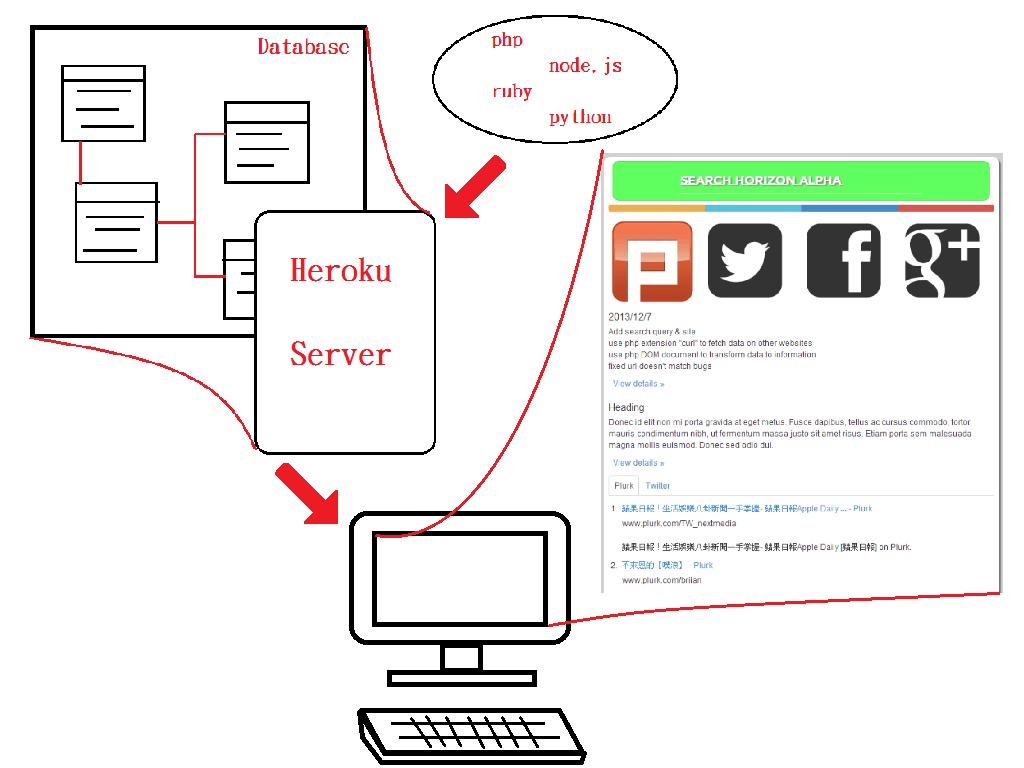 Database
php
node.js
ruby
python
Heroku
Server
SEARCH HORIZON ALPHA
2013/12/7
Add search query & site
use php extension "curl" to fetch data on other websites
use php DOM document to transform data to information
fixed url doesn't match bugs
View details »
Heading
Donec id elit non mi porta gravida at eget metus. Fusce dapibus, tellus ac cursus commodo, tortor
mauris condimentum nibh, ut fermentum massa justo sit amet risus. Etiam porta sem malesuada
magna mollis euismod. Donec sed odio dui.
View details »
Plurk Twitter
1. 蘋果日報！生活娛樂八卦新聞一手掌握- 蘋果日報Apple Daily ... - Plurk
www.plurk.com/TW_nextmedia
蘋果日報！生活娛樂八卦新聞一手掌握- 蘋果日報Apple Daily [蘋果日報] on Plurk.
2. 不來恩的【噗浪】 - Plurk
www.plurk.com/briian